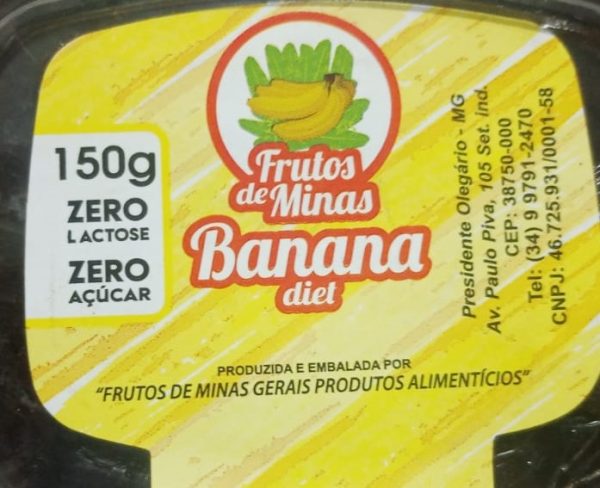 150g
ZERO
LACTOSE
ZERO
AÇÚCAR
Frutos
de Minas
Banana
diet
Presidente Olegário - MG
Av. Paulo Piva, 105 Set. Ind.
CEP: 38750-000
Tel: (34) 9 9791-2470
CNPJ: 46.725.931/0001-58
PRODUZIDA E EMBALADA POR
"FRUTOS DE MINAS GERAIS PRODUTOS ALIMENTÍCIOS"